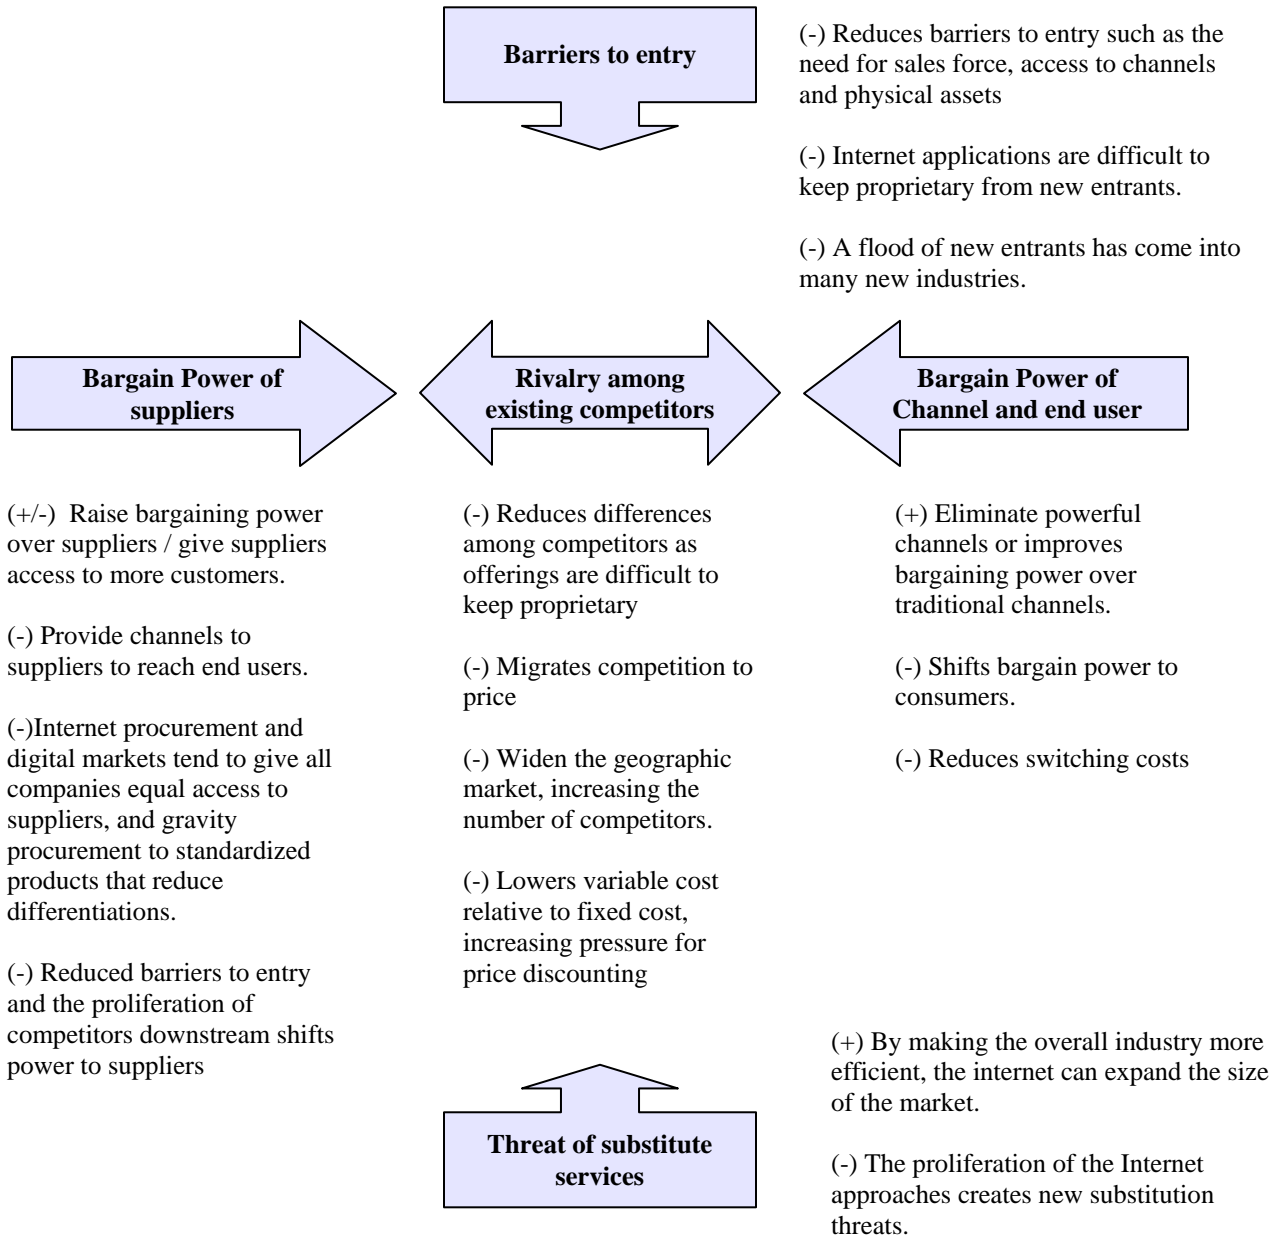 Barriers to entry
(-) Reduces barriers to entry such as the
need for sales force, access to channels
and physical assets
(-) Internet applications are difficult to
keep proprietary from new entrants.
(-) A flood of new entrants has come into
many new industries.
Bargain Power of
suppliers
Rivalry among
existing competitors
Bargain Power of
Channel and end user
(+/-) Raise bargaining power
over suppliers / give suppliers
access to more customers.
(-) Provide channels to
suppliers to reach end users.
(-)Internet procurement and
digital markets tend to give all
companies equal access to
suppliers, and gravity
procurement to standardized
products that reduce
differentiations.
(-) Reduced barriers to entry
and the proliferation of
competitors downstream shifts
power to suppliers
(-) Reduces differences
among competitors as
offerings are difficult to
keep proprietary
(-) Migrates competition to
price
(-) Widen the geographic
market, increasing the
number of competitors.
(-) Lowers variable cost
relative to fixed cost,
increasing pressure for
price discounting
(+) Eliminate powerful
channels or improves
bargaining power over
traditional channels.
(-) Shifts bargain power to
consumers.
(-) Reduces switching costs
Threat of substitute
services
(+) By making the overall industry more
efficient, the internet can expand the size
of the market.
(-) The proliferation of the Internet
approaches creates new substitution
threats.